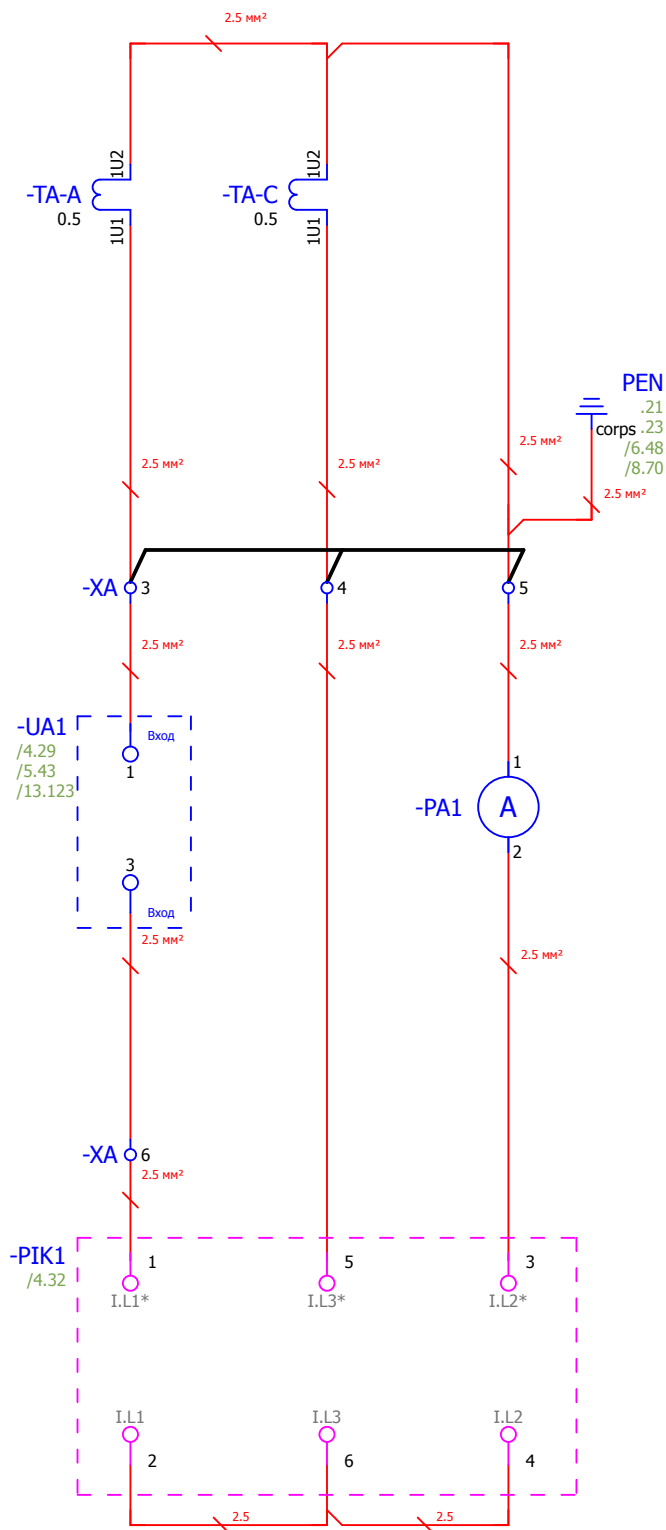 2.5 мм²
1U2
1U2
-TA-A
-TA-C
0.5
0.5
1U1
1U1
PEN
.21
corps .23
/6.48
/8.70
2.5 мм²
2.5 мм²
2.5 мм²
2.5 мм²
-XA 3
4
5
2.5 мм²
2.5 мм²
2.5 мм²
-UA1
Вход
/4.29
/5.43
/13.123
1
1
-PA1
A
2
3
Вход
2.5 мм²
2.5 мм²
-XA 6
2.5 мм²
-PIK1
/4.32
1
5
3
I.L1*
I.L3*
I.L2*
I.L1
I.L3
I.L2
2
6
4
2.5
2.5